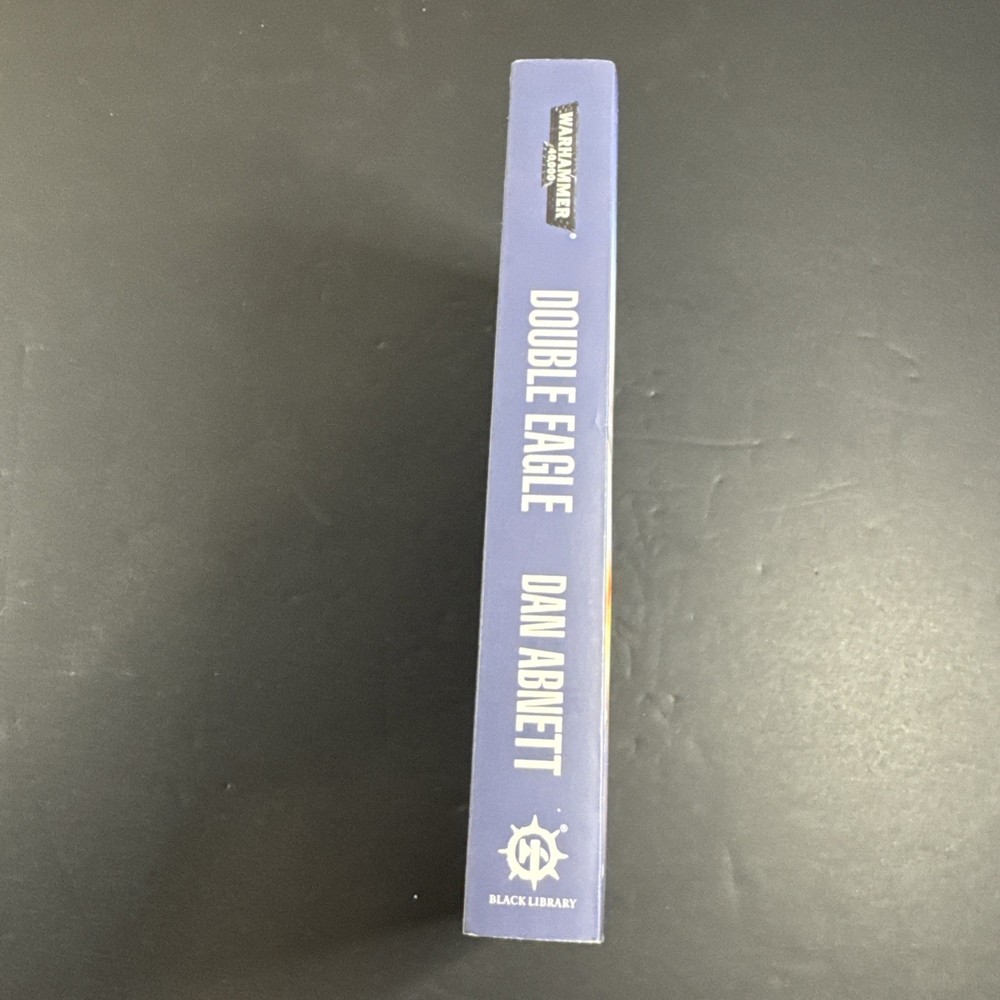 WARHAMMER
40,000
®
DOUBLE EAGLE
DAN ABNETT
®
BLACK LIBRARY